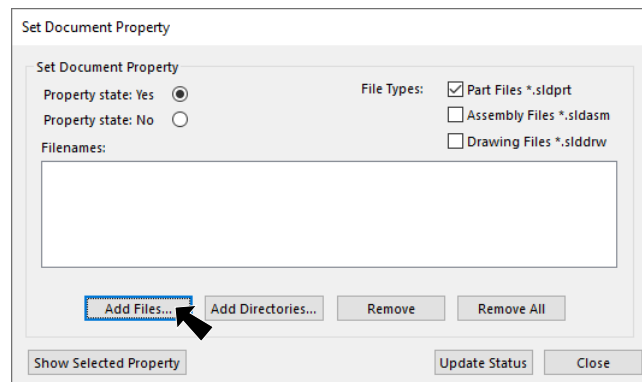 Set Document Property
Set Document Property
Property state: Yes
File Types:
Part Files *.sldprt
Property state: No
Assembly Files *.sldasm
Drawing Files *.slddrw
Filenames:
Add Files...
Add Directories...
Remove
Remove All
Show Selected Property
Update Status
Close